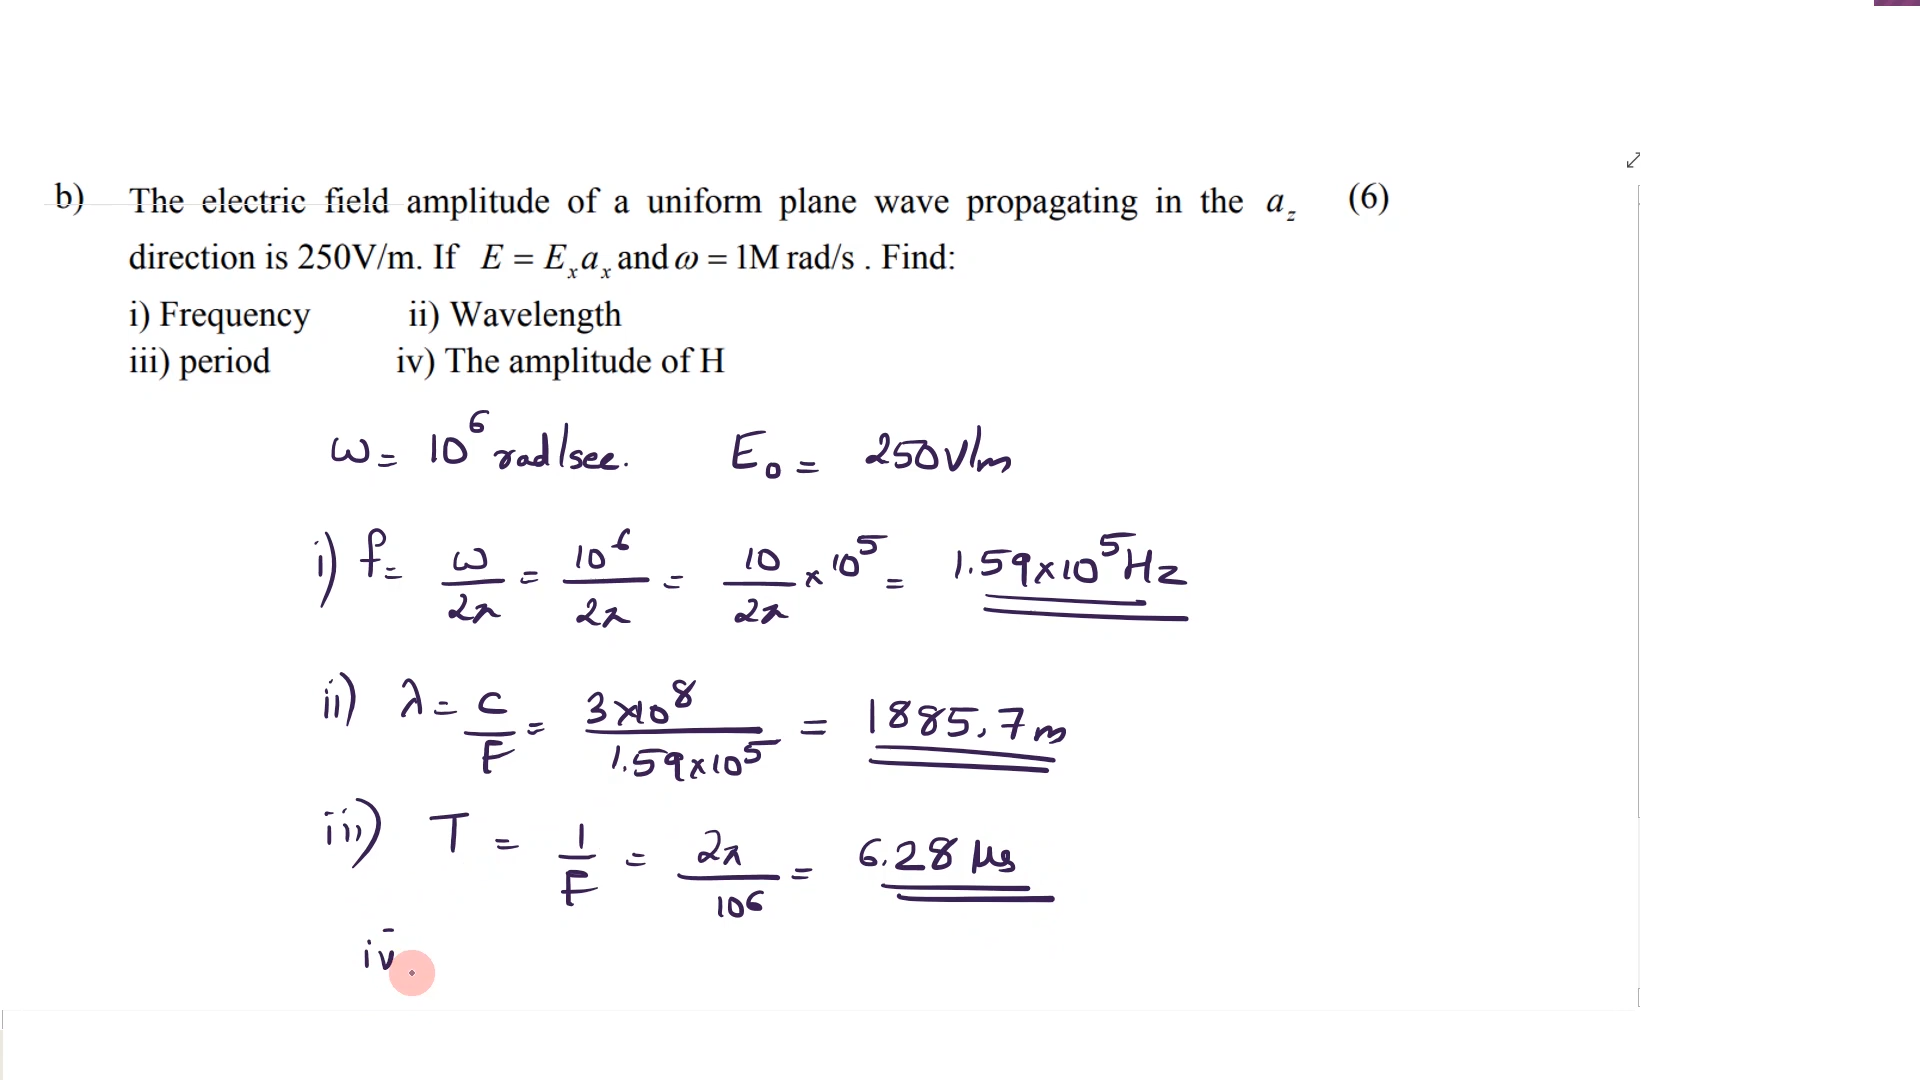 b) The electric field amplitude of a uniform plane wave propagating in the a_z (6)
direction is 250V/m. If E = E_x a_x and ω = 1M rad/s . Find:
i) Frequency ii) Wavelength
iii) period iv) The amplitude of H
ω = 10^6 rad/sec. E_0 = 250V/m
i) f = ω/2π = 10^6/2π = 10/2π × 10^5 = 1.59×10^5 Hz
ii) λ = c/F = 3×10^8/1.59×10^5 = 1885.7m
iii) T = 1/F = 2π/10^6 = 6.28 μs
iv